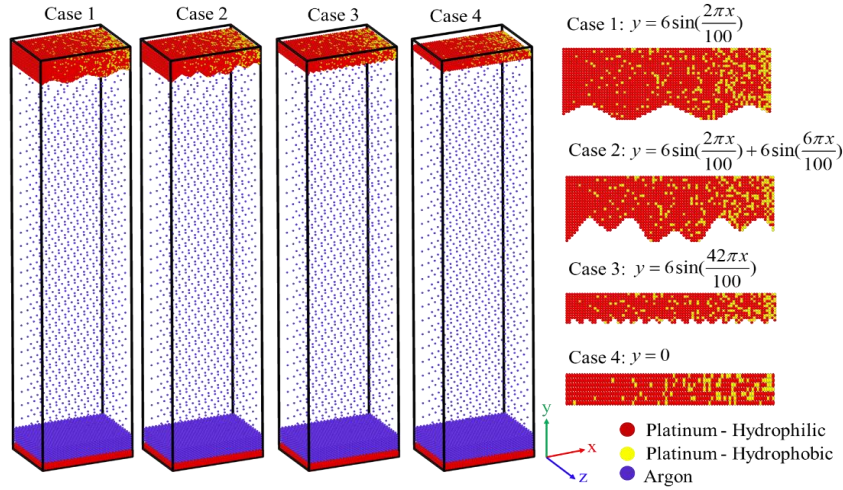 Case 1
Case 2
Case 3
Case 4
Case 1: y = 6sin(2πx/100)
Case 2: y = 6sin(2πx/100) + 6sin(6πx/100)
Case 3: y = 6sin(42πx/100)
Case 4: y = 0
y
x
z
Platinum - Hydrophilic
Platinum - Hydrophobic
Argon